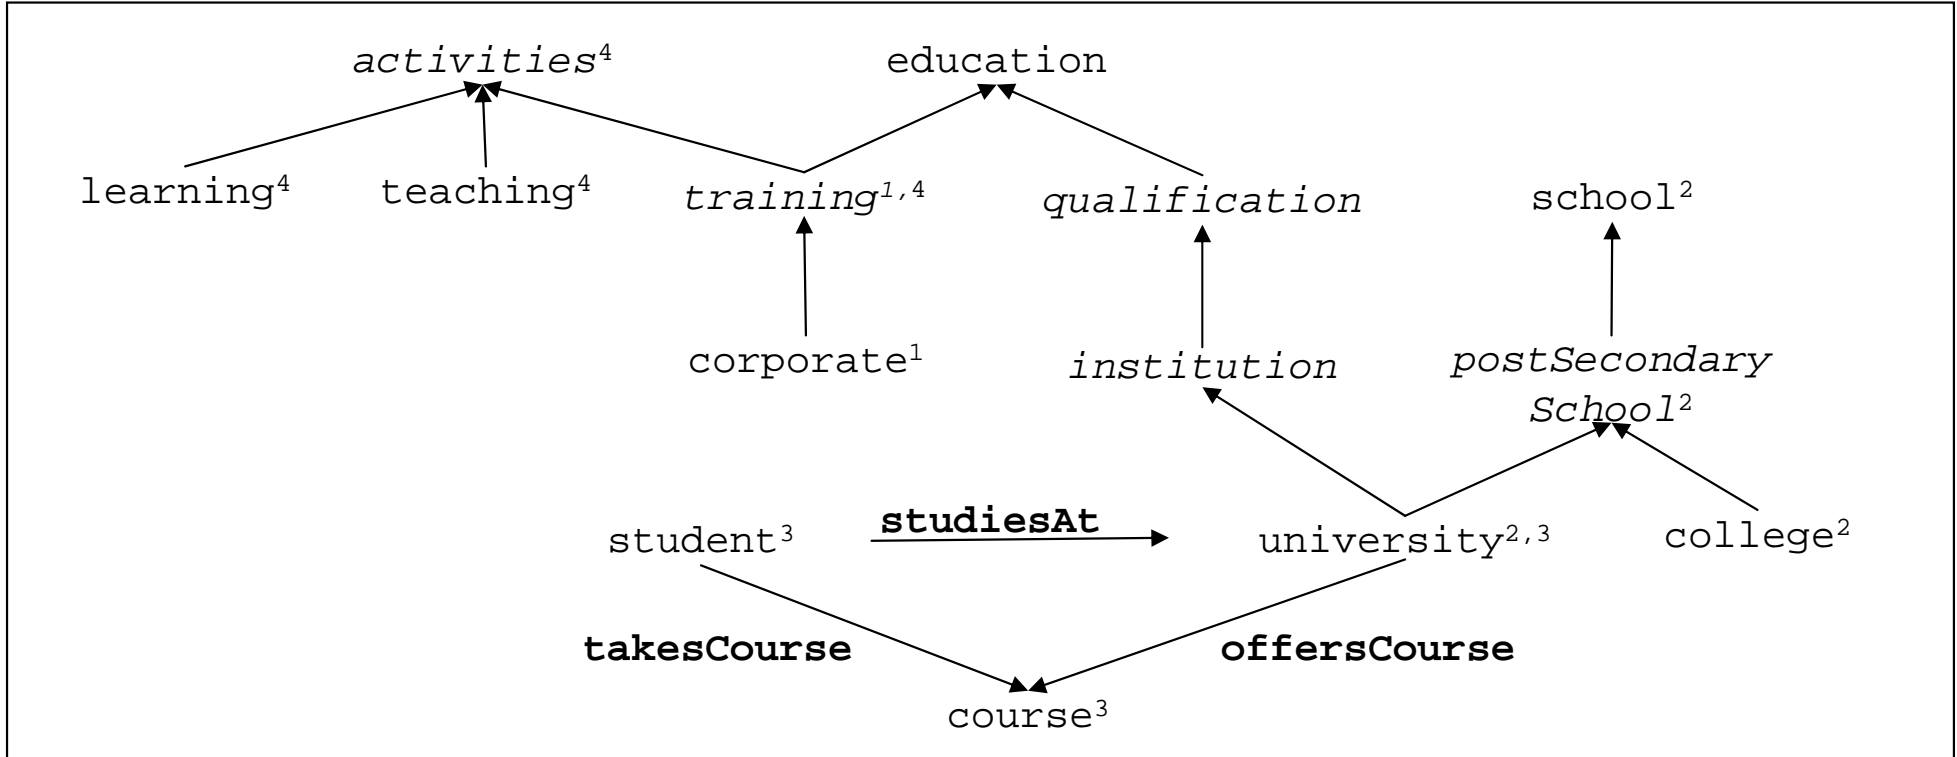 activities⁴ education
learning⁴ teaching⁴ training¹,⁴ qualification school²
corporate¹ institution postSecondary
School²
student³ studiesAt university²,³ college²
takesCourse offersCourse
course³